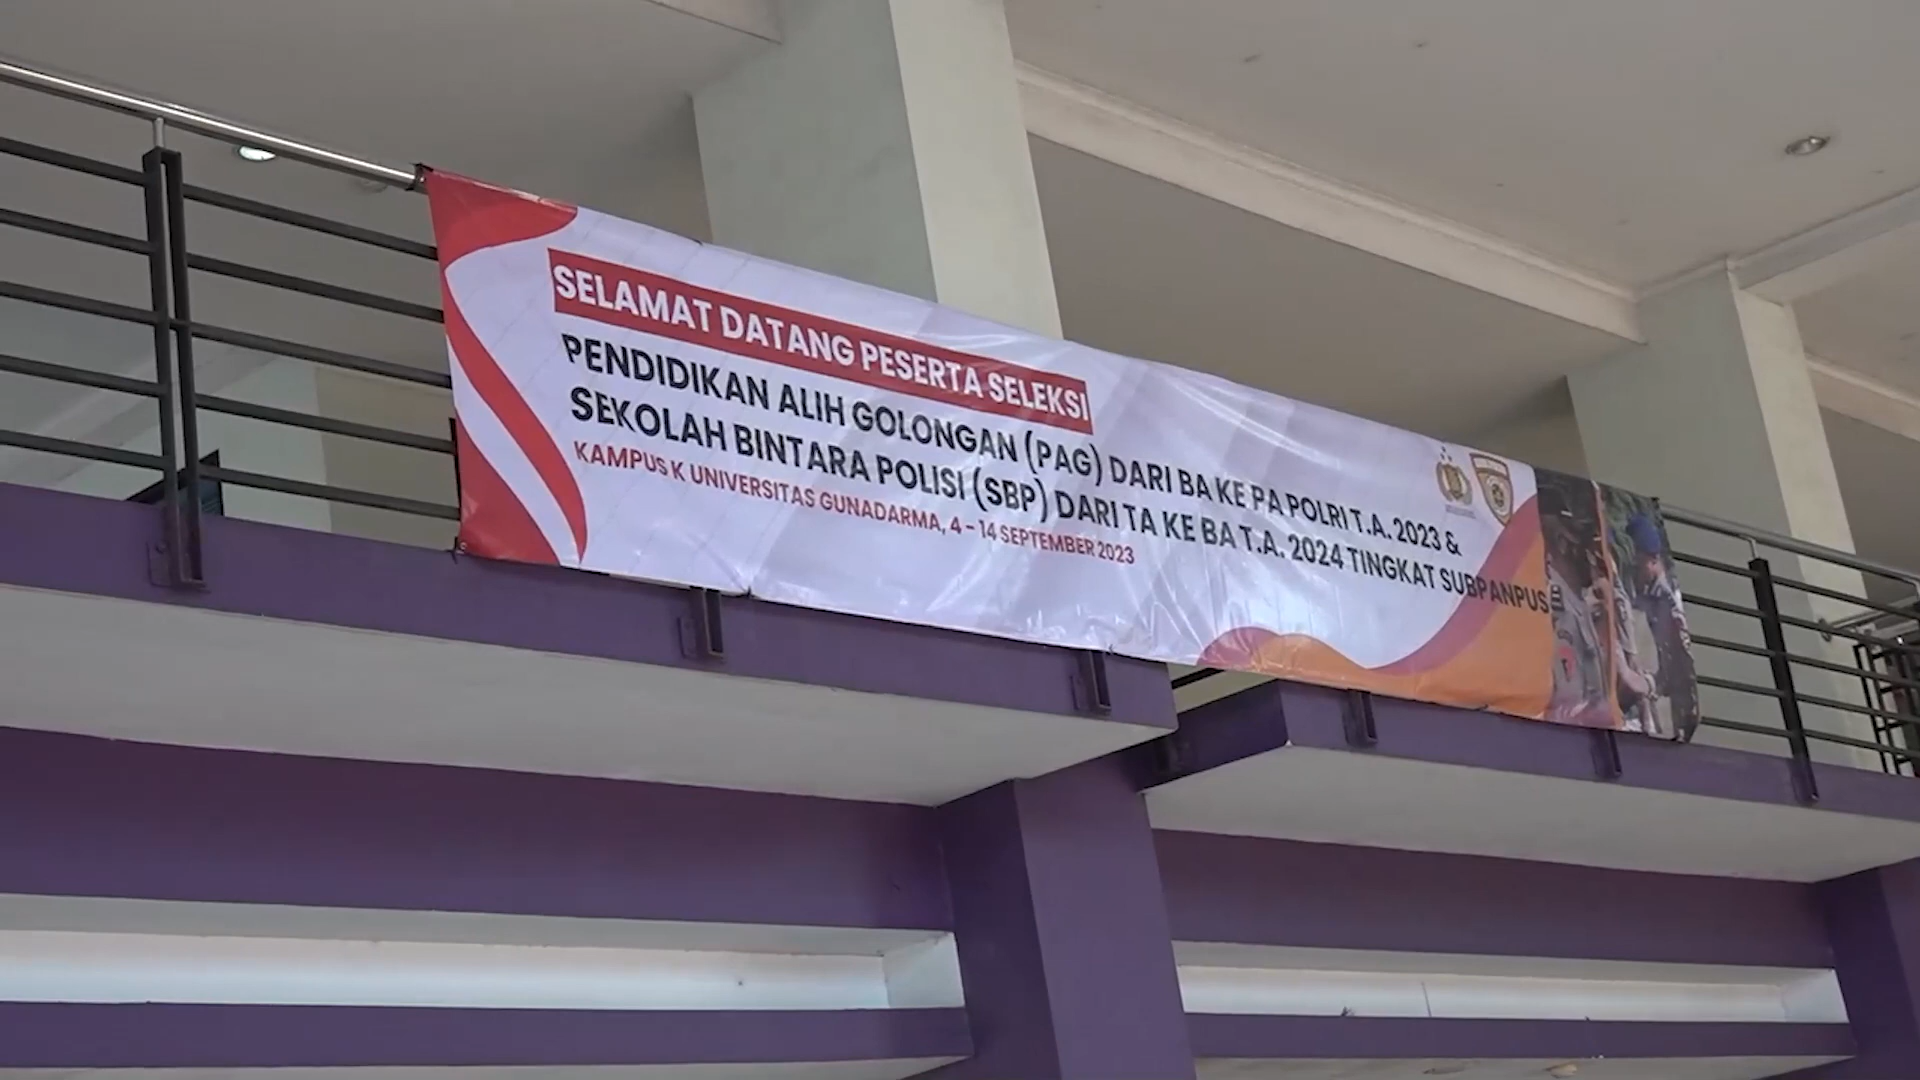 SELAMAT DATANG PESERTA SELEKSI
PENDIDIKAN ALIH GOLONGAN (PAG) DARI BA KE PA POLRI T.A. 2023 &
SEKOLAH BINTARA POLISI (SBP) DARI TA KE BA T.A. 2024 TINGKAT SUBPANPUS
KAMPUS K UNIVERSITAS GUNADARMA, 4 - 14 SEPTEMBER 2023